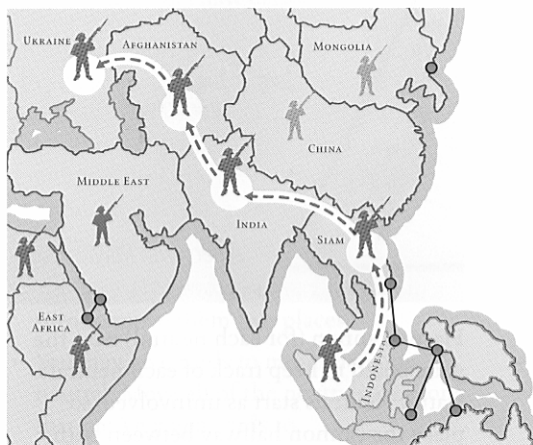 UKRAINE
AFGHANISTAN
MONGOLIA
CHINA
MIDDLE EAST
INDIA
SIAM
EAST
AFRICA
INDONESIA